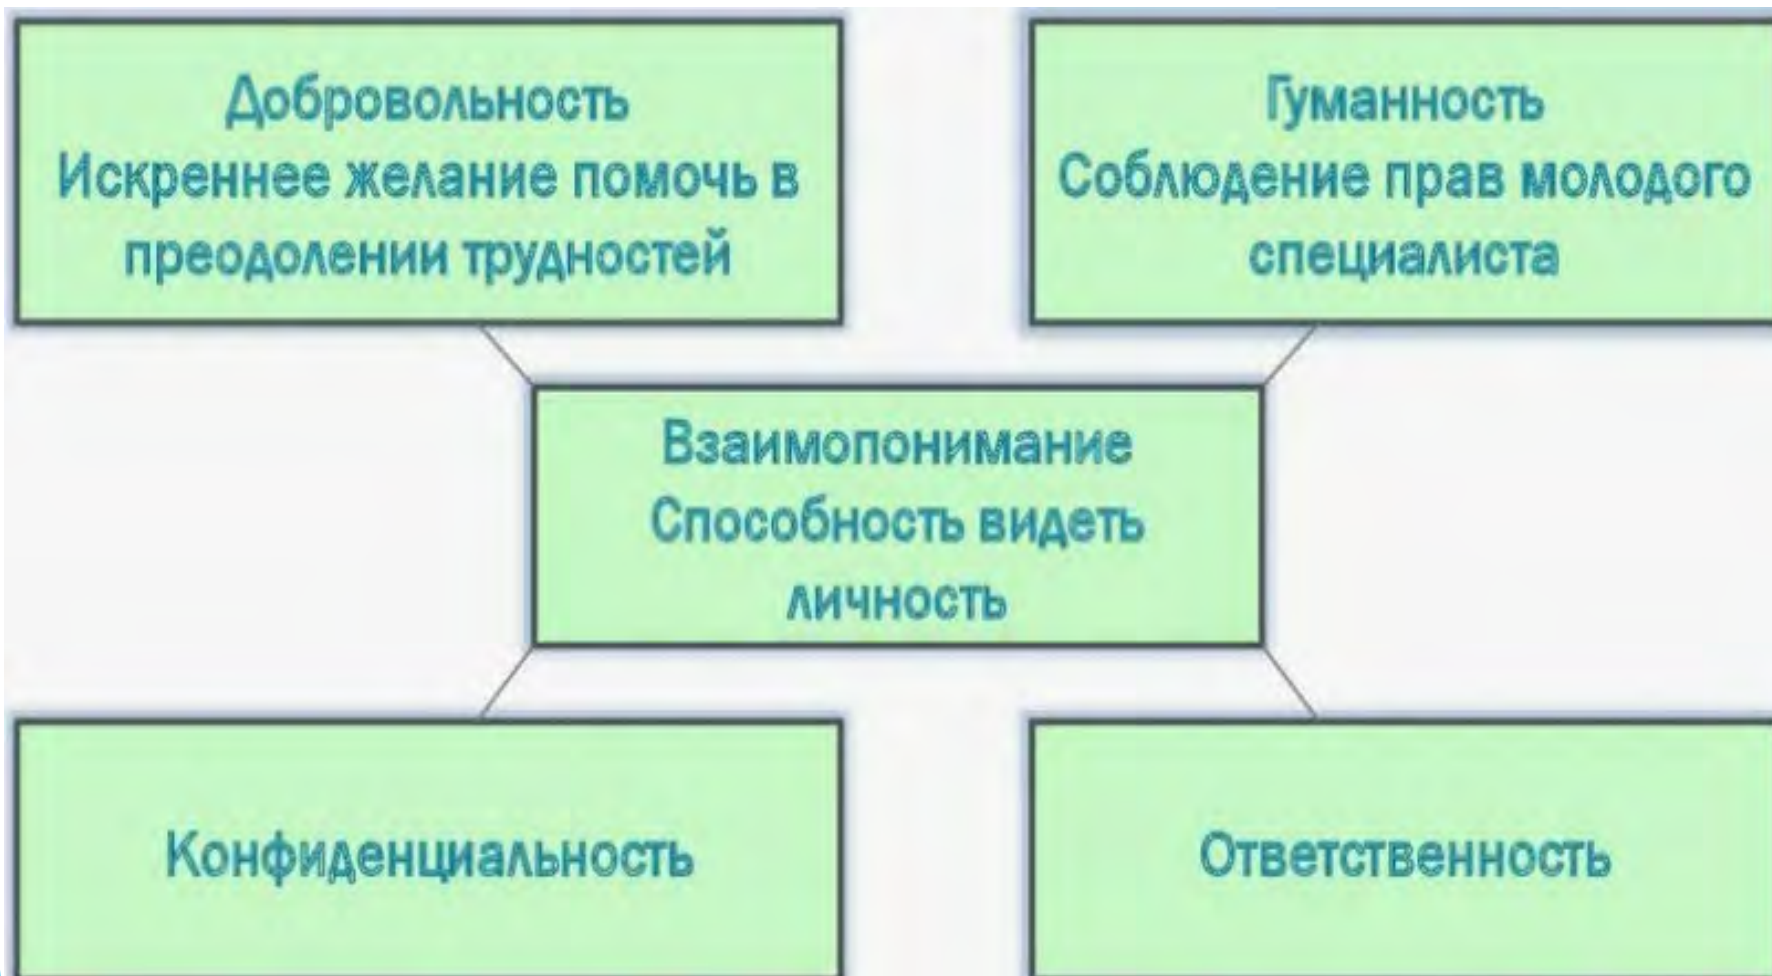 Добровольность
Искреннее желание помочь в
преодолении трудностей
Гуманность
Соблюдение прав молодого
специалиста
Взаимопонимание
Способность видеть
личность
Конфиденциальность
Ответственность